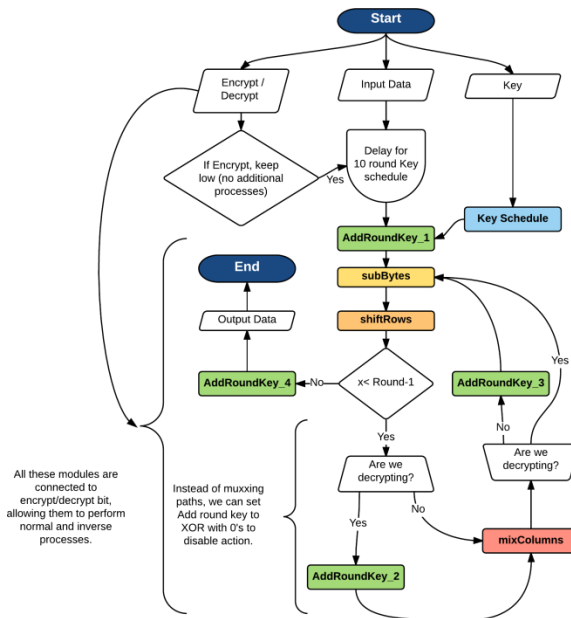 Start
Encrypt /
Decrypt
Input Data
Key
If Encrypt, keep
low (no additional
processes)
Yes
Delay for
10 round Key
schedule
Key Schedule
AddRoundKey_1
End
subBytes
Output Data
shiftRows
AddRoundKey_4
No
x< Round-1
AddRoundKey_3
Yes
No
Yes
Are we
decrypting?
Are we
decrypting?
All these modules are
connected to
encrypt/decrypt bit,
allowing them to perform
normal and inverse
processes.
Instead of muxxing
paths, we can set
Add round key to
XOR with 0's to
disable action.
Yes
No
mixColumns
AddRoundKey_2